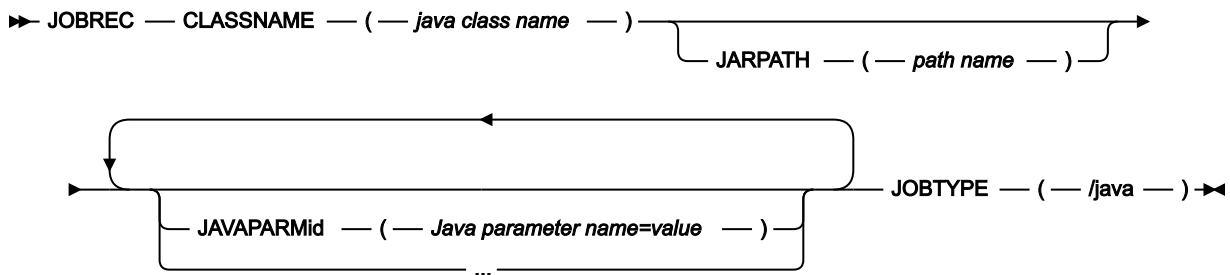 JOBREC — CLASSNAME — ( — java class name — )
JARPATH — ( — path name — )
JOBTYPE — ( — /java — )
JAVAPARMid — ( — Java parameter name=value — )
...